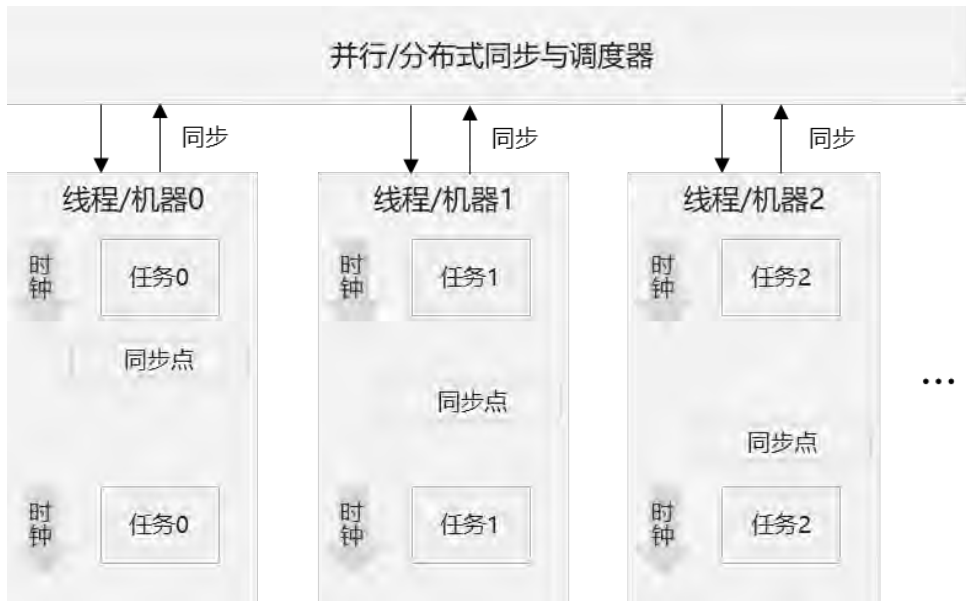 并行/分布式同步与调度器
同步
同步
同步
线程/机器0
线程/机器1
线程/机器2
时钟
任务0
时钟
任务1
时钟
任务2
同步点
同步点
同步点
...
时钟
任务0
时钟
任务1
时钟
任务2